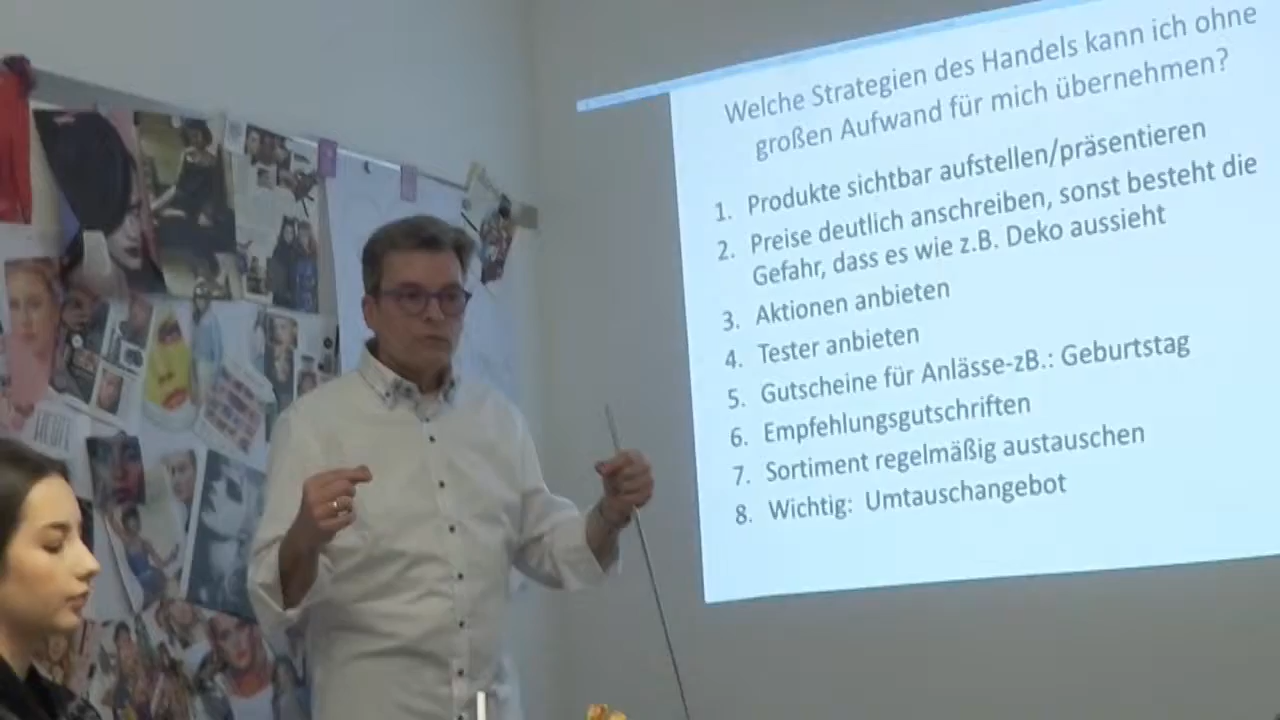 Welche Strategien des Handels kann ich ohne
großen Aufwand für mich übernehmen?
1. Produkte sichtbar aufstellen/präsentieren
2. Preise deutlich anschreiben, sonst besteht die
Gefahr, dass es wie z.B. Deko aussieht
3. Aktionen anbieten
4. Tester anbieten
5. Gutscheine für Anlässe-zB.: Geburtstag
6. Empfehlungsgutschriften
7. Sortiment regelmäßig austauschen
8. Wichtig: Umtauschangebot